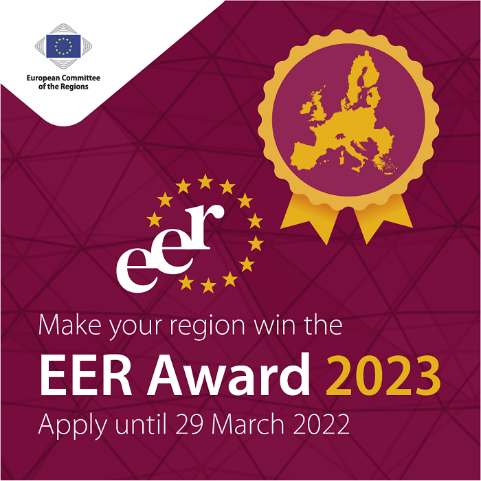 European Committee
of the Regions
eer
Make your region win the
EER Award 2023
Apply until 29 March 2022